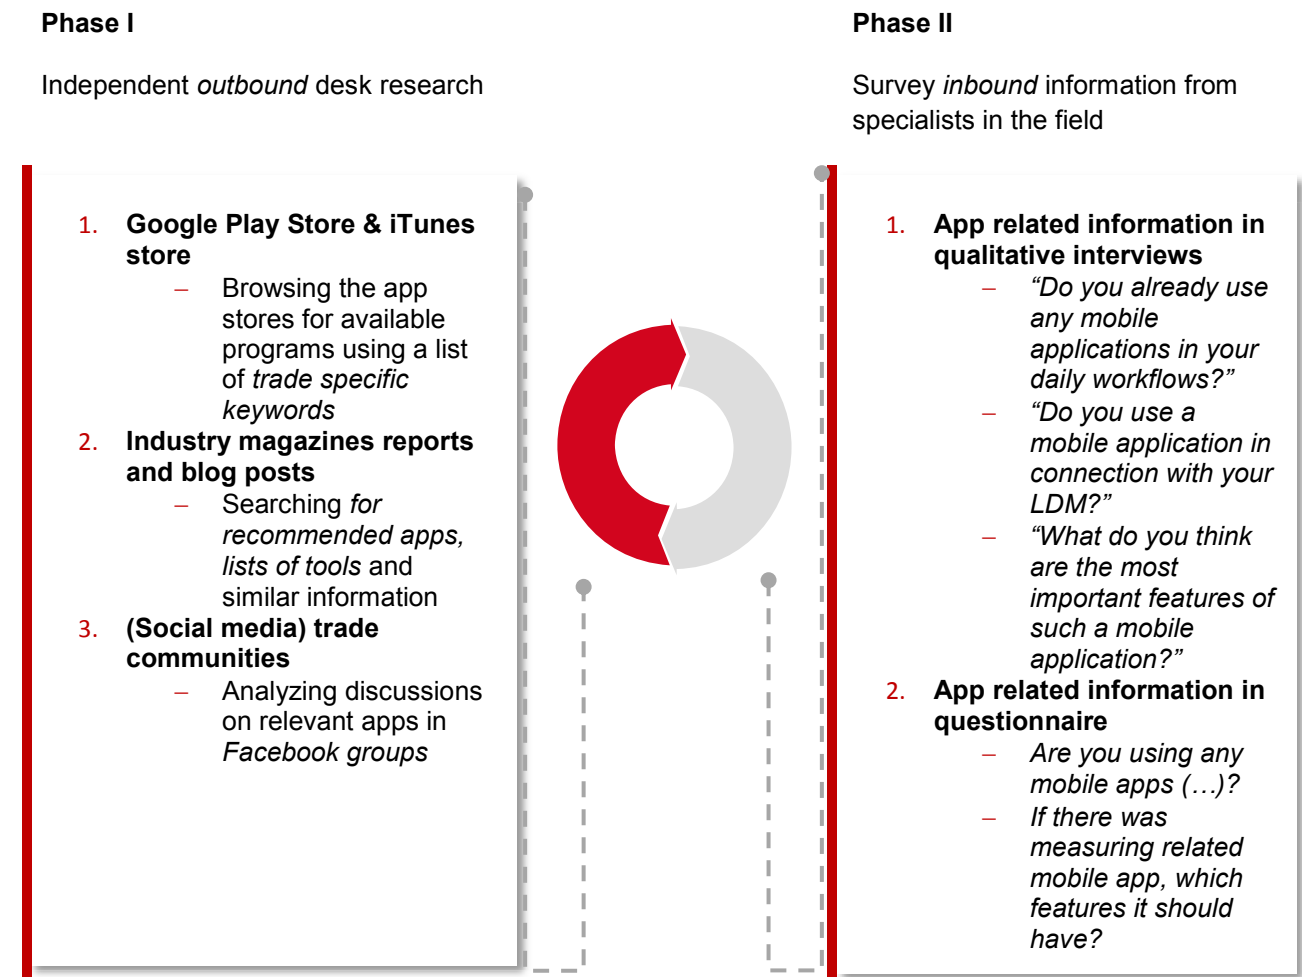 Phase I
Independent outbound desk research
1. Google Play Store & iTunes
store
– Browsing the app
stores for available
programs using a list
of trade specific
keywords
2. Industry magazines reports
and blog posts
– Searching for
recommended apps,
lists of tools and
similar information
3. (Social media) trade
communities
– Analyzing discussions
on relevant apps in
Facebook groups
Phase II
Survey inbound information from
specialists in the field
1. App related information in
qualitative interviews
– “Do you already use
any mobile
applications in your
daily workflows?”
– “Do you use a
mobile application in
connection with your
LDM?”
– “What do you think
are the most
important features of
such a mobile
application?”
2. App related information in
questionnaire
– Are you using any
mobile apps (…)?
– If there was
measuring related
mobile app, which
features it should
have?